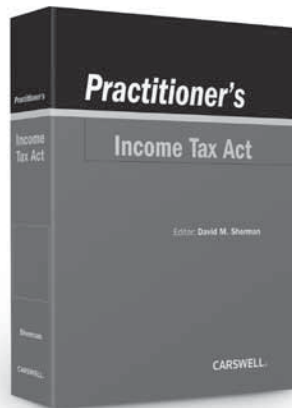 Practitioner's
Income Tax Act
Editor: David M. Sherman
CARSWELL®
Practitioner's
Income
Tax Act
Sherman
CARSWELL®